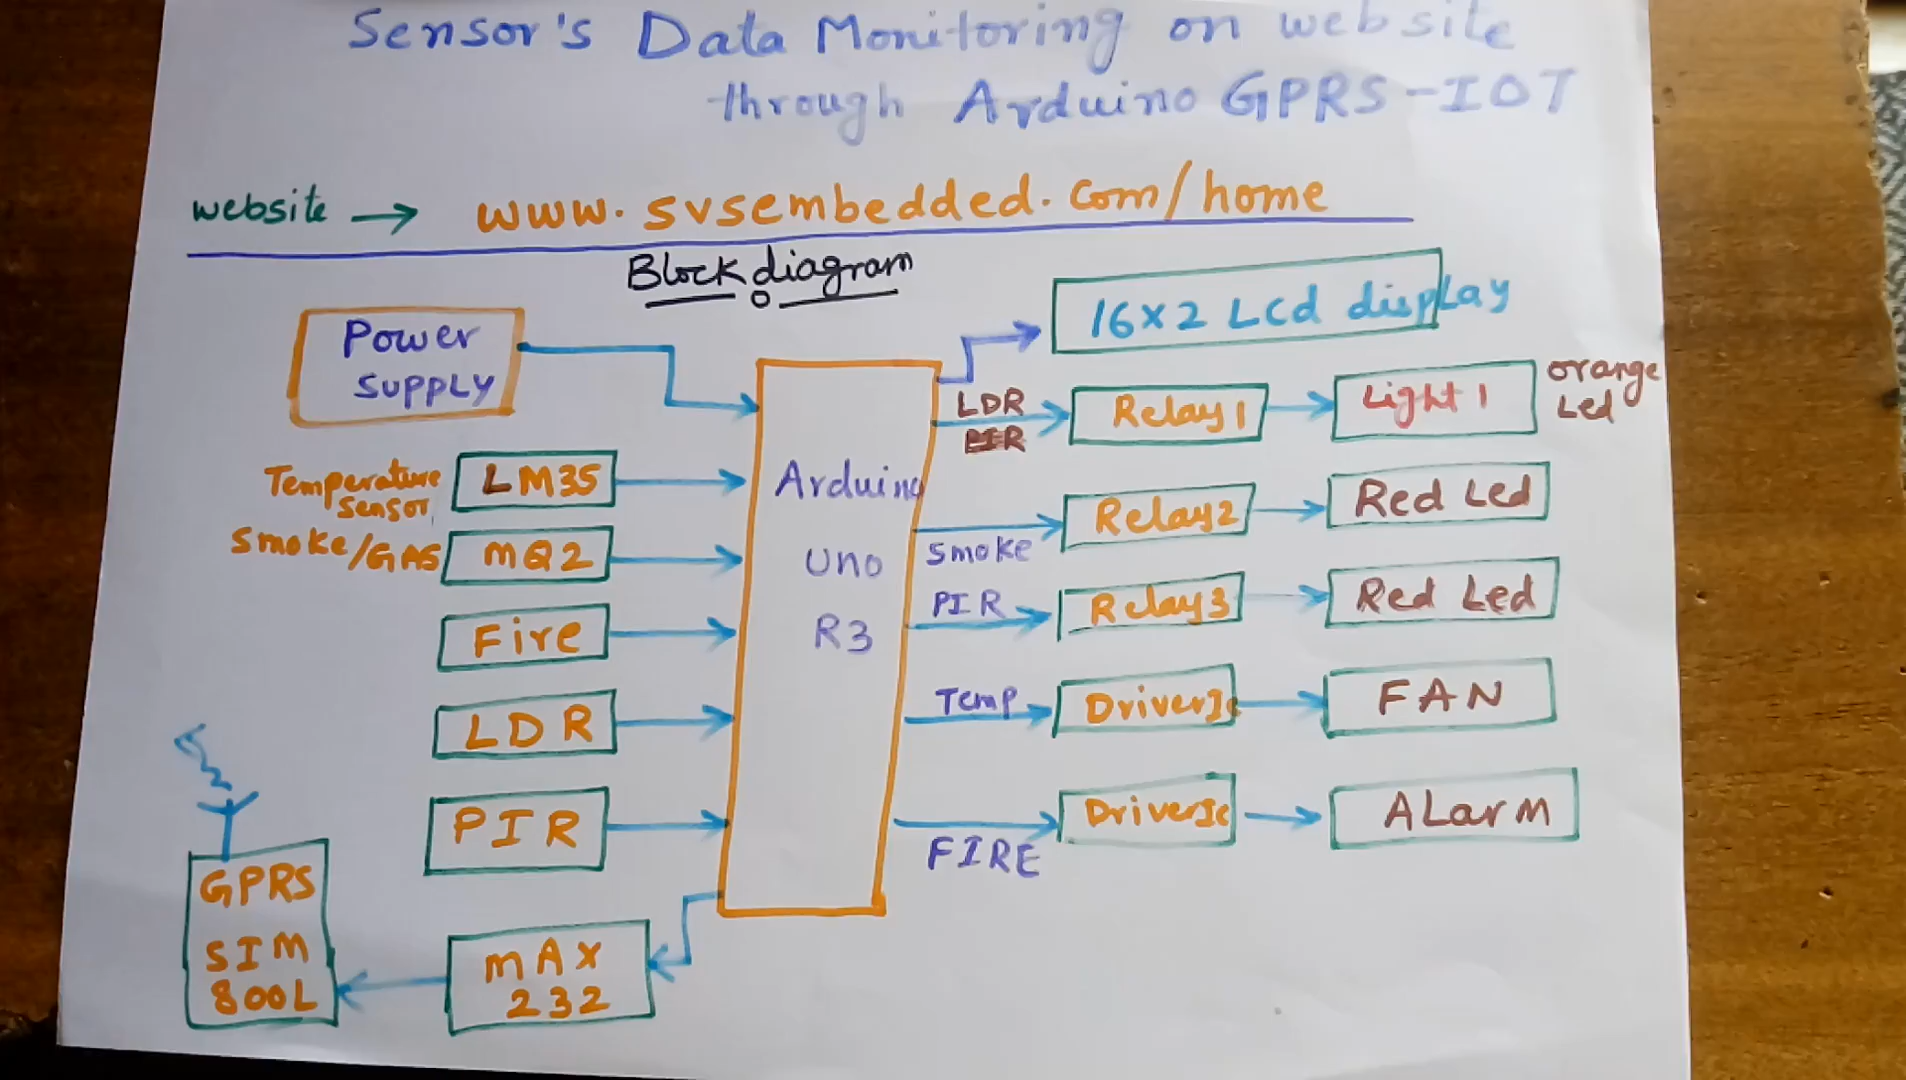 Sensor's Data Monitoring on website
through Arduino GPRS-IOT
website → www.svsembedded.com/home
Block diagram
Power
SUPPLY
16x2 Lcd display
LDR
PIR
Relay1
Light 1
orange
Led
Temperature
sensor
LM35
Arduino
UNO
R3
Smoke
Relay2
Red Led
Smoke/GAS
MQ2
PIR
Relay3
Red Led
Fire
Temp
DriverIc
FAN
LDR
FIRE
DriverIc
ALarm
PIR
GPRS
SIM
800L
MAX
232